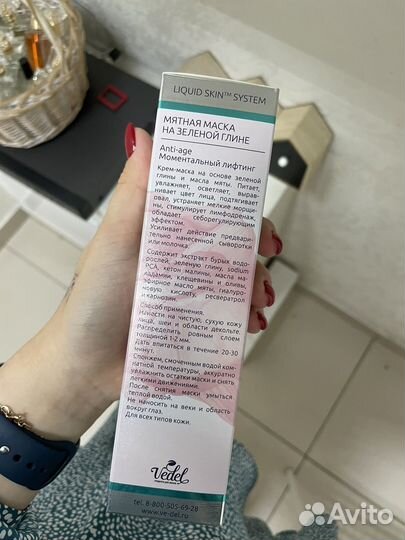 LIQUID SKIN™ SYSTEM
МЯТНАЯ МАСКА
НА ЗЕЛЕНОЙ ГЛИНЕ
Anti-age
Моментальный лифтинг
Крем-маска на основе зеленой
глины и масла мяты. Питает,
увлажняет, осветляет, вырав-
нивает цвет лица, подтягивает
овал, устраняет мелкие морщи-
ны, стимулирует лимфодренаж,
обладает себорегулирующим
эффектом.
Усиливает действие предвари-
тельно нанесенной сыворотки
или молочка.
Содержит экстракт бурых водо-
рослей, зеленую глину, sodium
PCA, кетон малины, масла ма-
кадамии, клещевины и оливы,
эфирное масло мяты, гиалуро-
новую кислоту, ресвератрол
и карнозин.
Способ применения.
Нанести на чистую, сухую кожу
лица, шеи и области декольте.
Распределить ровным слоем
толщиной 1-2 мм.
Дать впитаться в течение 20-30
минут.
Спонжем, смоченным водой ком-
натной температуры, аккуратно
увлажнить остатки маски и снять
легкими движениями.
После снятия маски умыться
теплой водой.
Не наносить на веки и область
вокруг глаз.
Для всех типов кожи.
Vedel
tel. 8-800-505-69-28
www.ve-del.ru
Avito